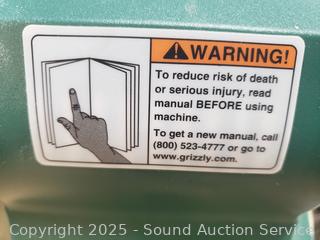 WARNING!
To reduce risk of death
or serious injury, read
manual BEFORE using
machine.
To get a new manual, call
(800) 523-4777 or go to
www.grizzly.com.
Copyright 2025 - Sound Auction Service